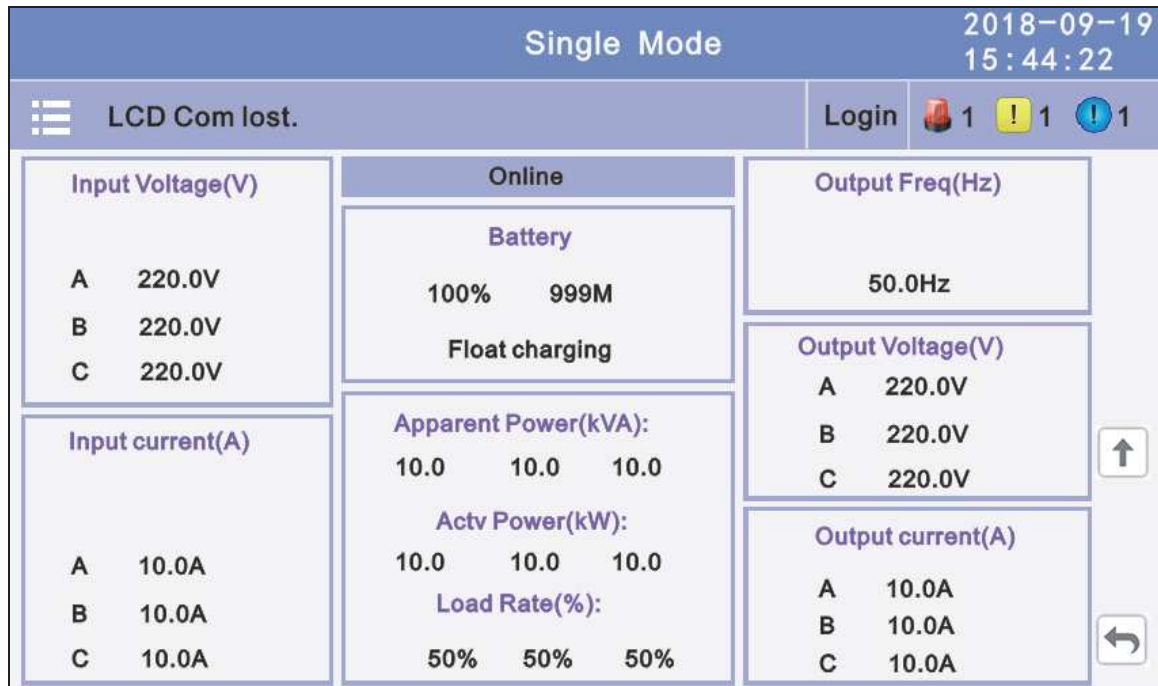 Single Mode
2018-09-19
15:44:22
LCD Com lost.
Login
1
! 1
! 1
Input Voltage(V)
A 220.0V
B 220.0V
C 220.0V
Input current(A)
A 10.0A
B 10.0A
C 10.0A
Online
Battery
100% 999M
Float charging
Apparent Power(kVA):
10.0 10.0 10.0
Actv Power(kW):
10.0 10.0 10.0
Load Rate(%):
50% 50% 50%
Output Freq(Hz)
50.0Hz
Output Voltage(V)
A 220.0V
B 220.0V
C 220.0V
Output current(A)
A 10.0A
B 10.0A
C 10.0A